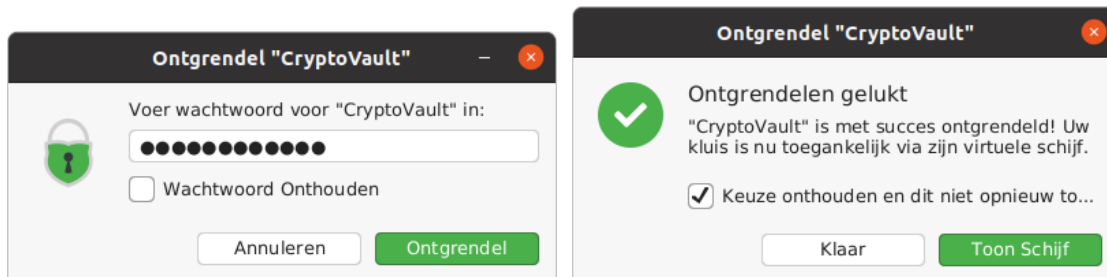 Ontgrendel "CryptoVault"
Voer wachtwoord voor "CryptoVault" in:
●●●●●●●●●●●●
Wachtwoord Onthouden
Annuleren
Ontgrendel
Ontgrendel "CryptoVault"
Ontgrendelen gelukt
"CryptoVault" is met succes ontgrendeld! Uw
kluis is nu toegankelijk via zijn virtuele schijf.
Keuze onthouden en dit niet opnieuw to...
Klaar
Toon Schijf